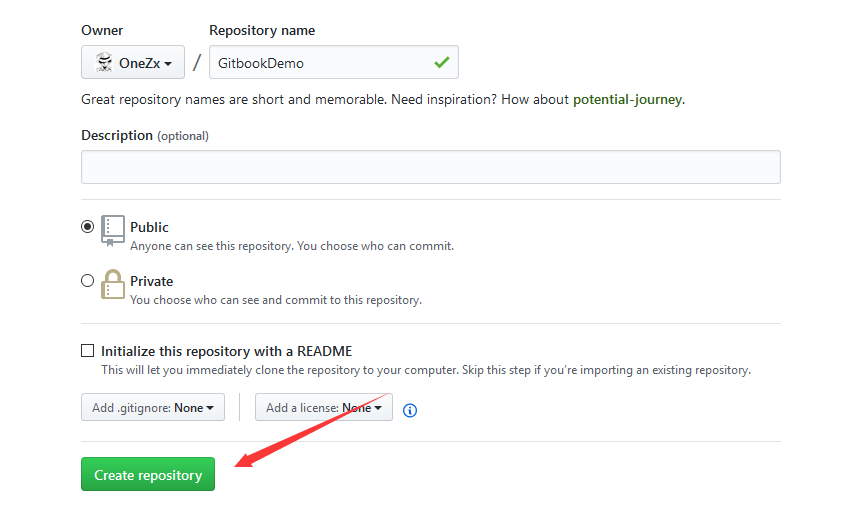 Owner Repository name
OneZx / GitbookDemo
Great repository names are short and memorable. Need inspiration? How about potential-journey.
Description (optional)
Public
Anyone can see this repository. You choose who can commit.
Private
You choose who can see and commit to this repository.
Initialize this repository with a README
This will let you immediately clone the repository to your computer. Skip this step if you’re importing an existing repository.
Add .gitignore: None Add a license: None
Create repository